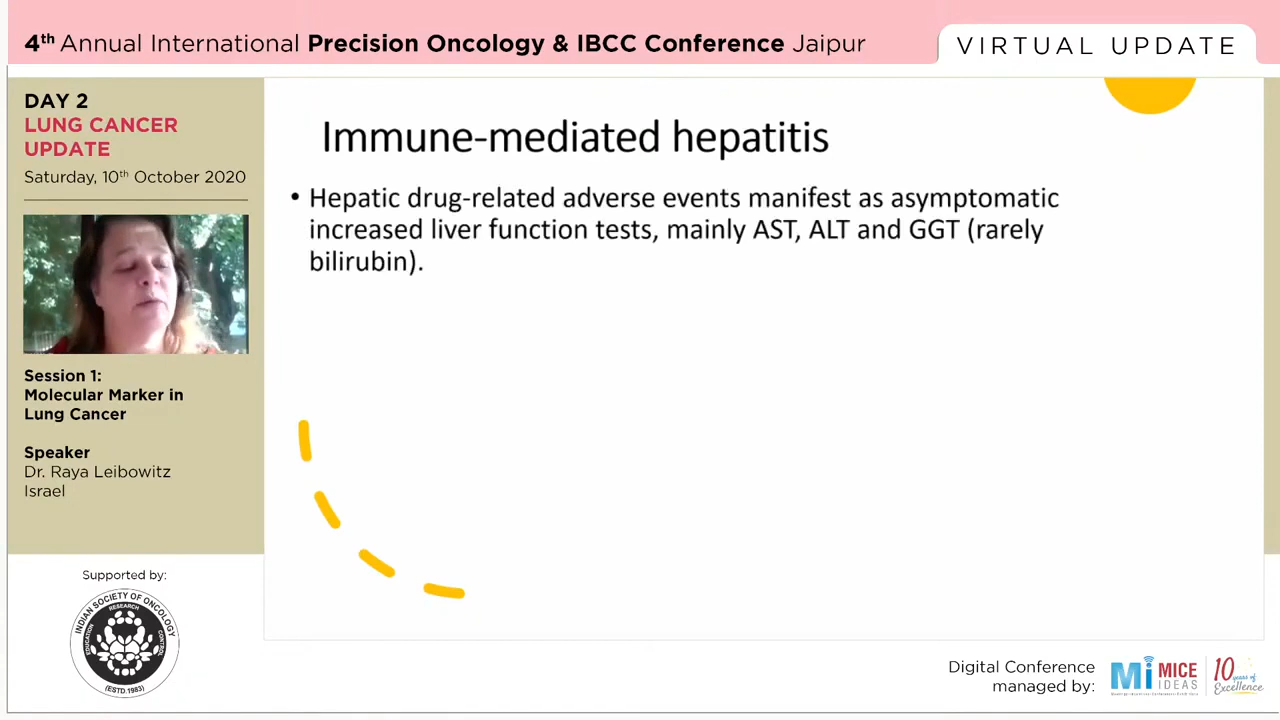 4th Annual International Precision Oncology & IBCC Conference Jaipur
VIRTUAL UPDATE
DAY 2
LUNG CANCER
UPDATE
Saturday, 10th October 2020
Session 1:
Molecular Marker in
Lung Cancer
Speaker
Dr. Raya Leibowitz
Israel
Supported by:
INDIAN SOCIETY OF ONCOLOGY
RESEARCH
EDUCATION
CONTROL
(ESTD.1983)
Immune-mediated hepatitis
• Hepatic drug-related adverse events manifest as asymptomatic
increased liver function tests, mainly AST, ALT and GGT (rarely
bilirubin).
Digital Conference
managed by:
Mi MICE
IDEAS
10 years of
Excellence